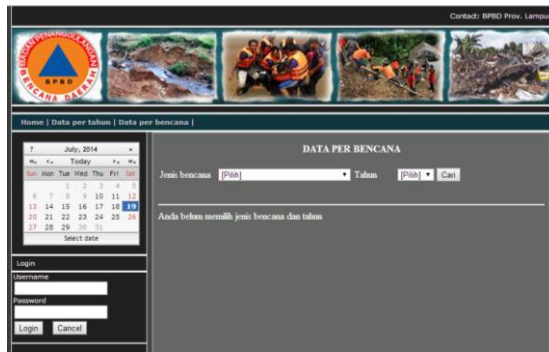 Contact: BPBD Prov. Lampu
BADAN PENANGGULANGAN
BPBD
BENCANA DAERAH
Home | Data per tahun | Data per bencana |
? July, 2014 ×
«. ‹. Today ›. ».
Sun Mon Tue Wed Thu Fri Sat
1 2 3 4 5
6 7 8 9 10 11 12
13 14 15 16 17 18 19
20 21 22 23 24 25 26
27 28 29 30 31
Select date
DATA PER BENCANA
Jenis bencana [Pilih] Tahun [Pilih] Cari
Anda belum memilih jenis bencana dan tahun
Login
Username
Password
Login Cancel